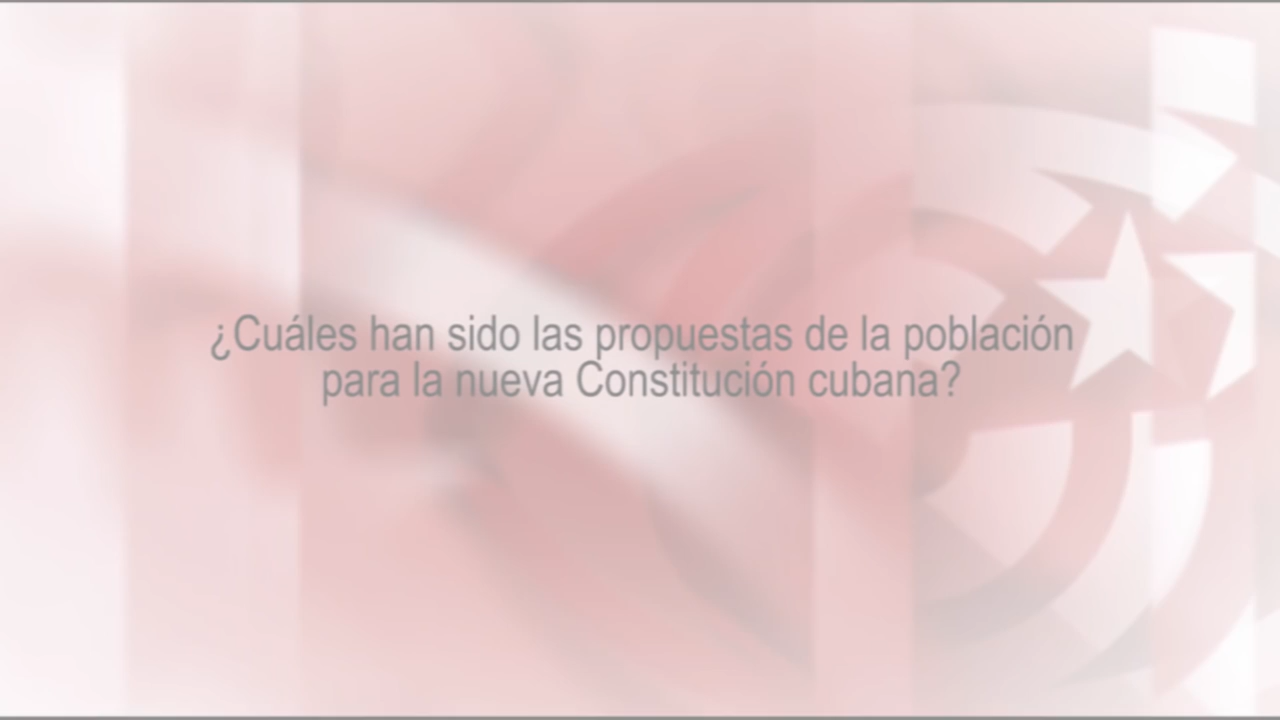 ¿Cuáles han sido las propuestas de la población
para la nueva Constitución cubana?